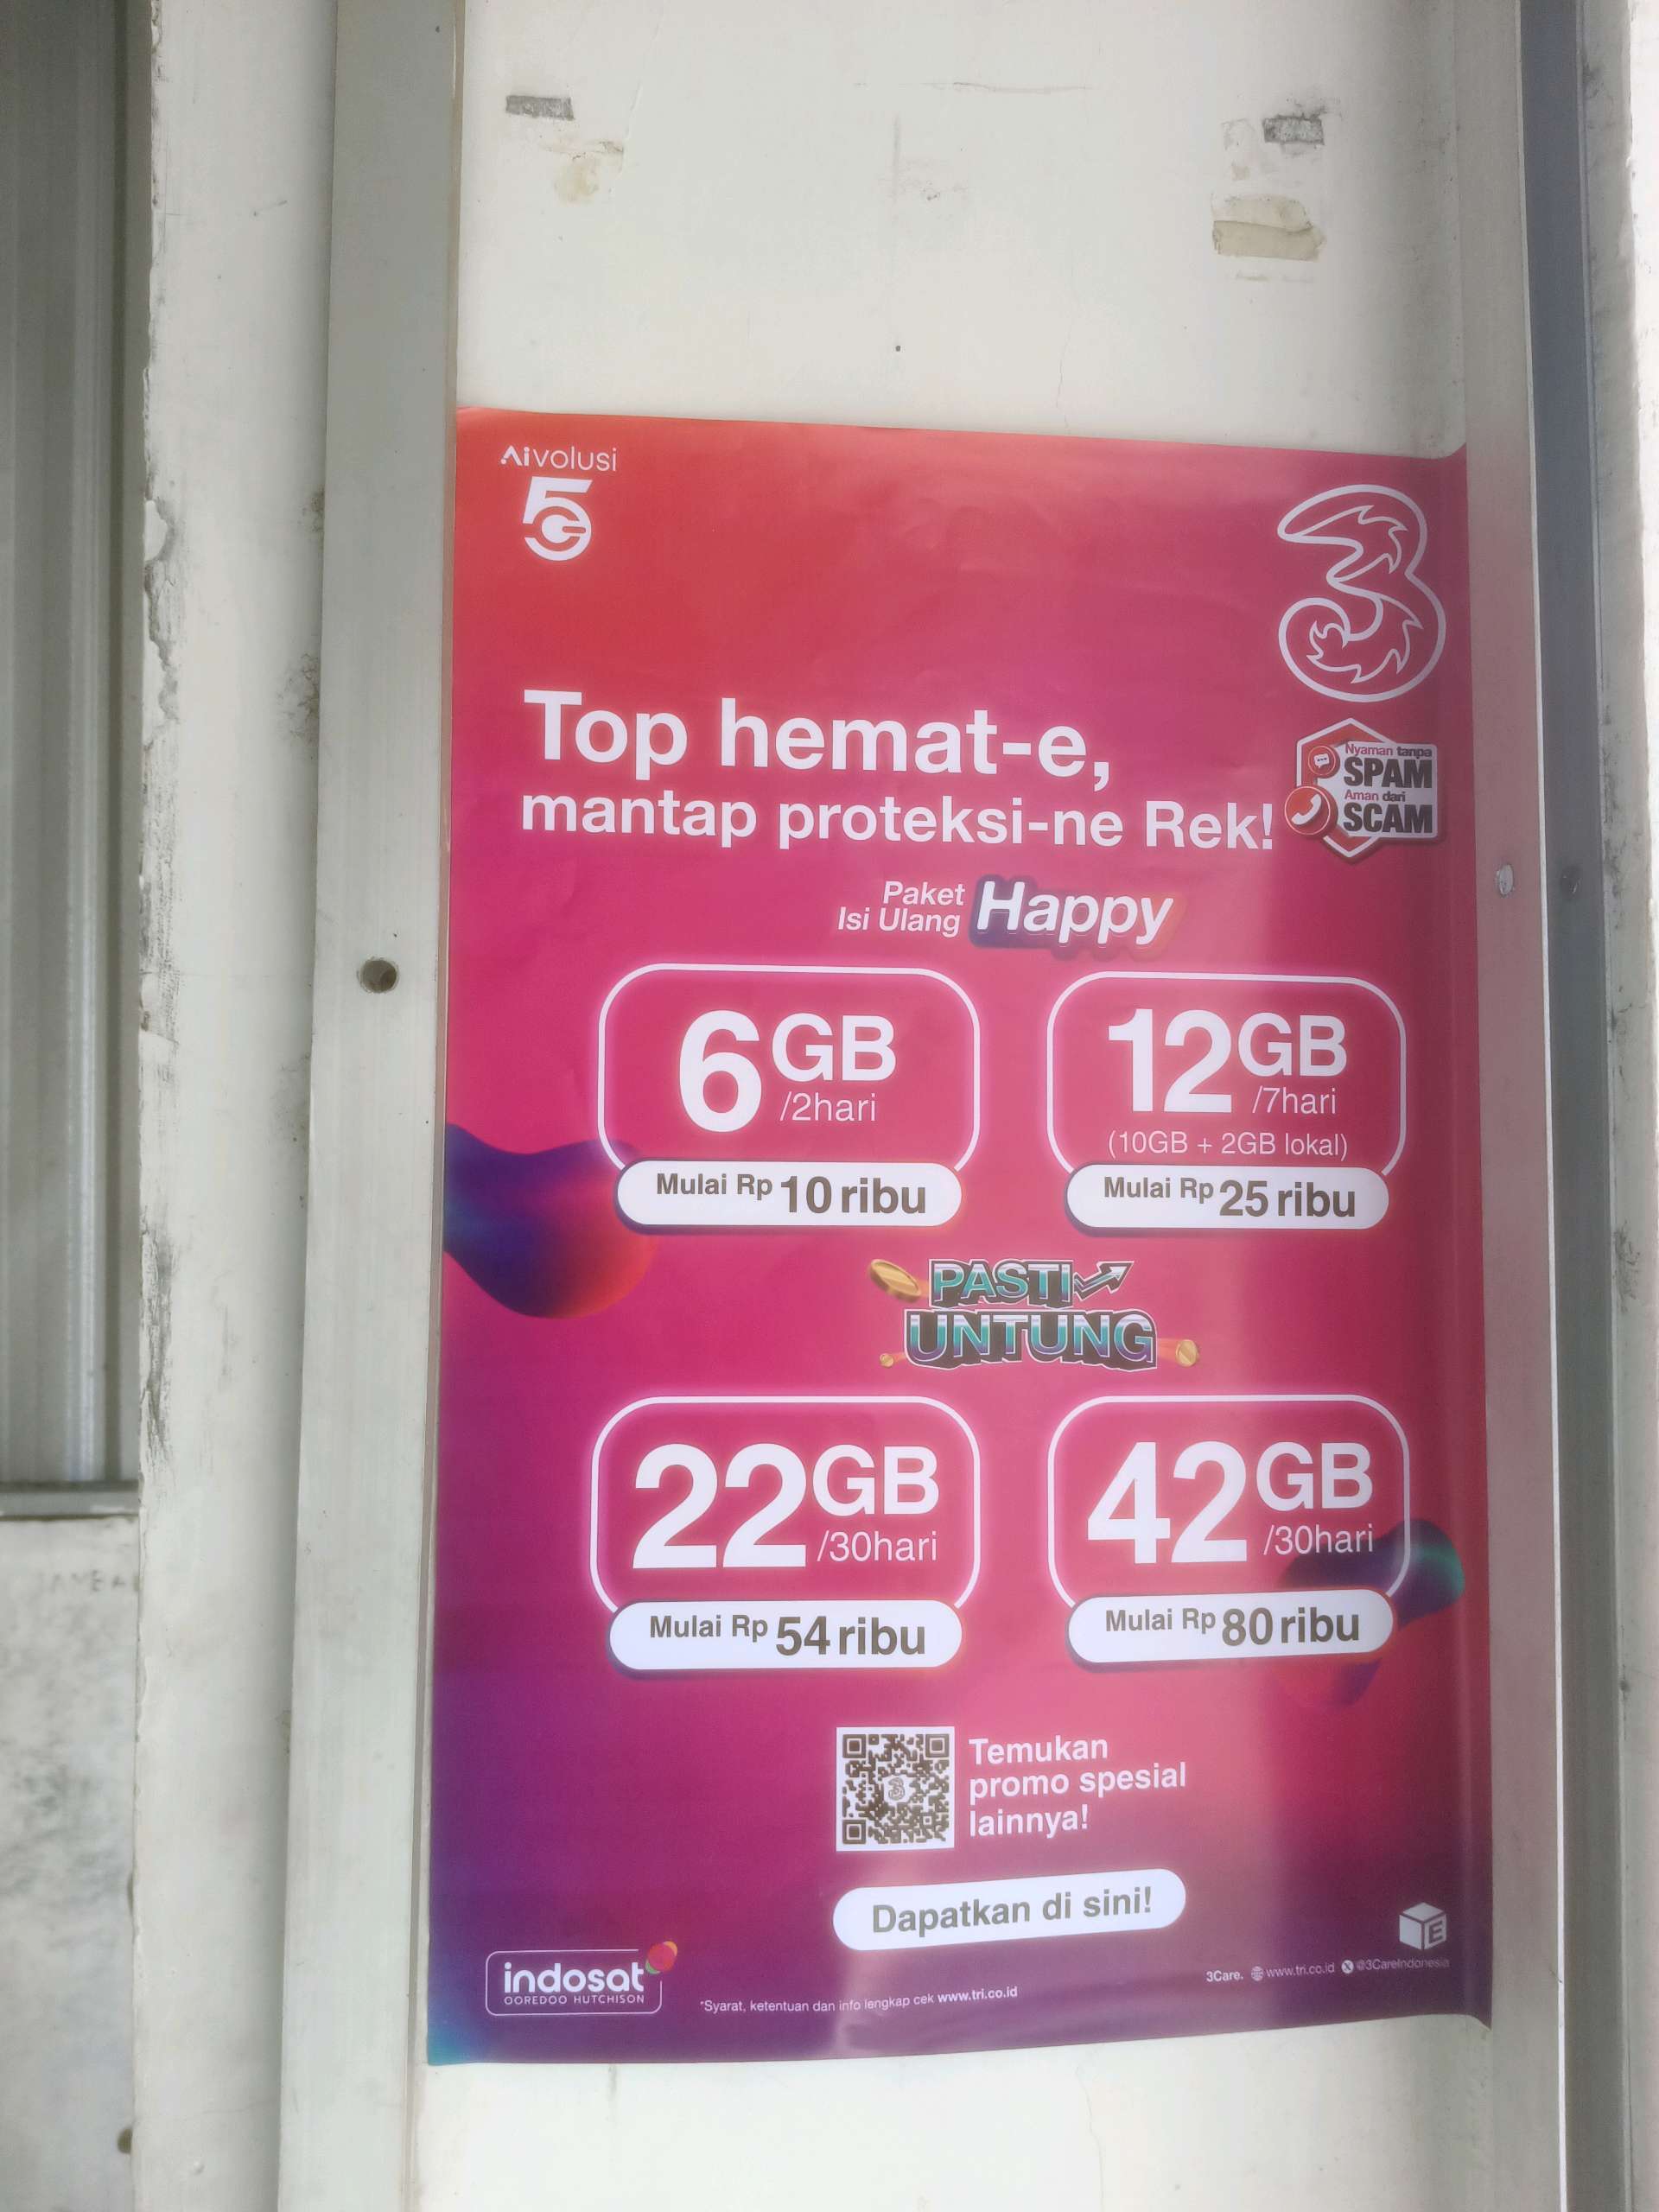 Aivolusi
5G
3
Top hemat-e,
mantap proteksi-ne Rek!
Nyaman tanpa
SPAM
Aman dari
SCAM
Paket
Isi Ulang
Happy
6GB
/2hari
Mulai Rp 10 ribu
12GB
/7hari
(10GB + 2GB lokal)
Mulai Rp 25 ribu
PASTI
UNTUNG
22GB
/30hari
Mulai Rp 54 ribu
42GB
/30hari
Mulai Rp 80 ribu
3
Temukan
promo spesial
lainnya!
Dapatkan di sini!
E
indosat
OOREDOO HUTCHISON
*Syarat, ketentuan dan info lengkap cek www.tri.co.id
3Care. www.tri.co.id X @3CareIndonesia